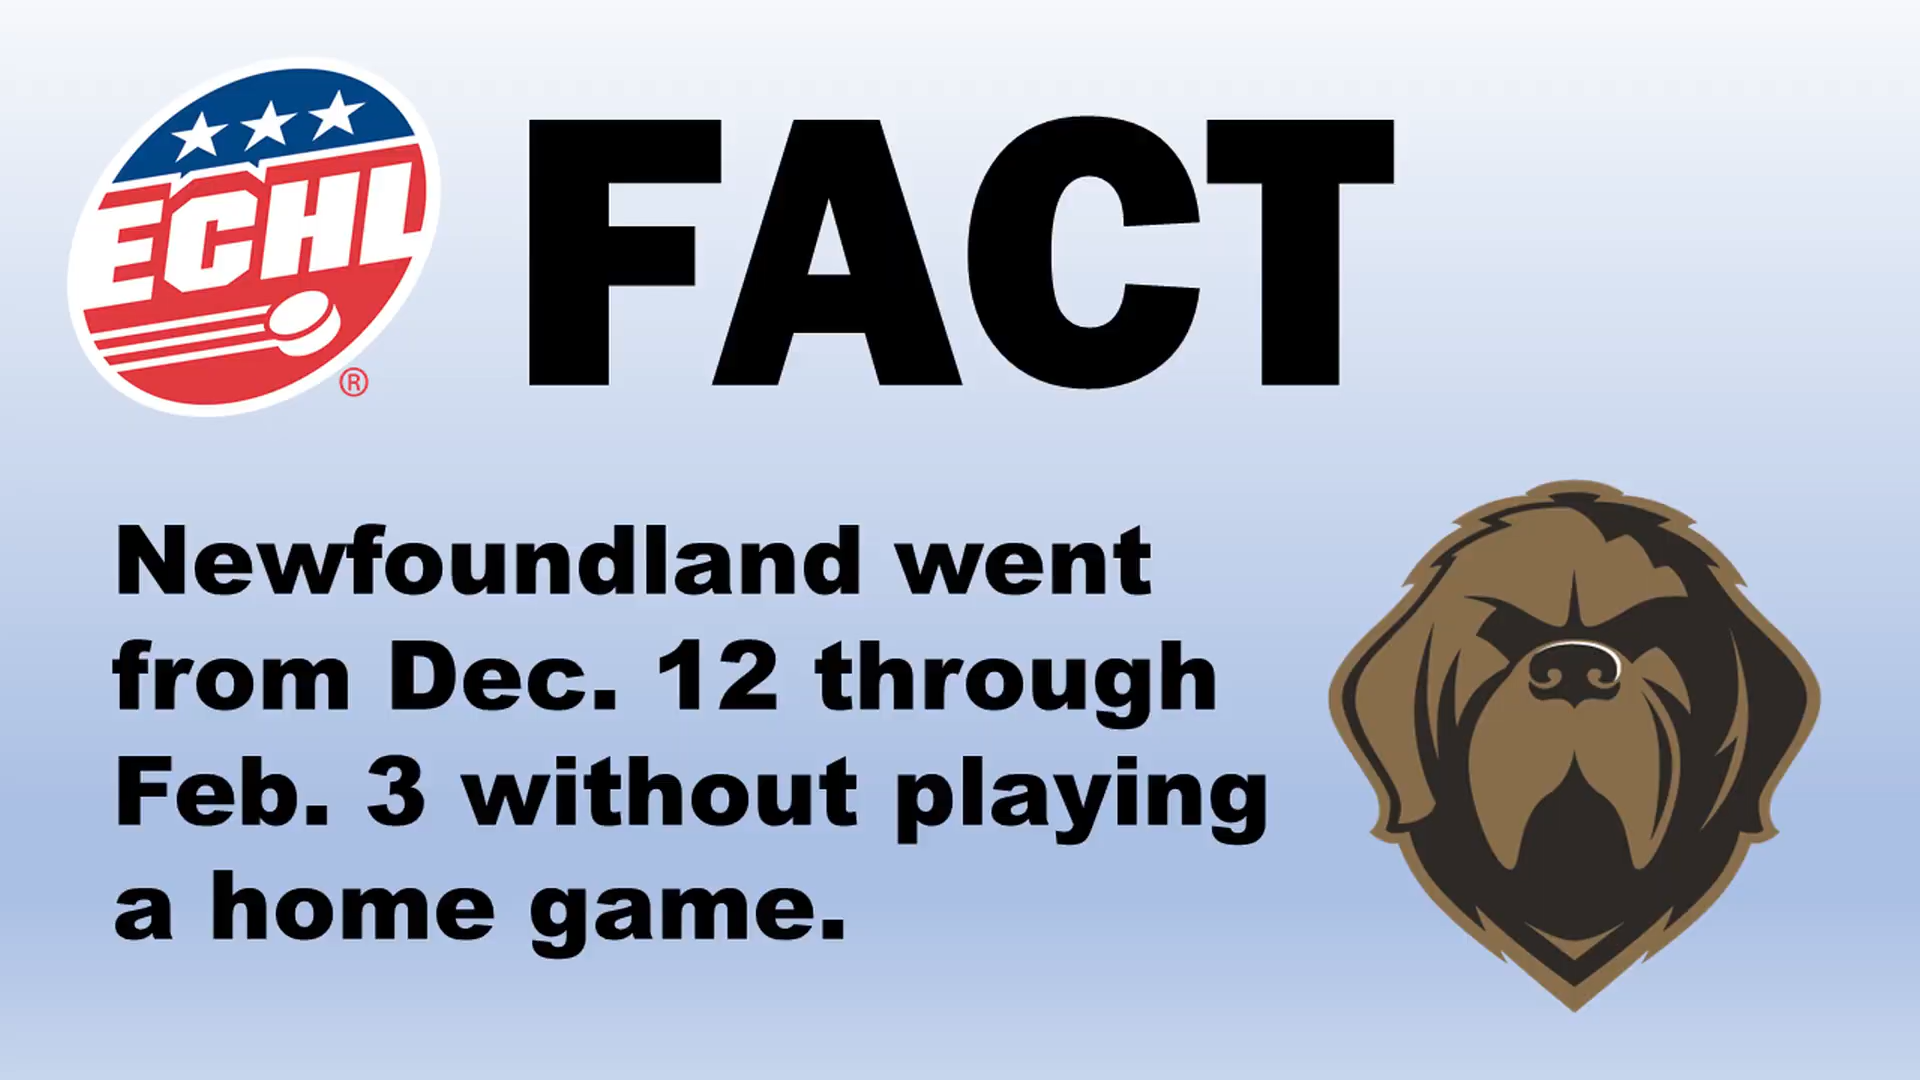 ECHL
®
FACT
Newfoundland went
from Dec. 12 through
Feb. 3 without playing
a home game.